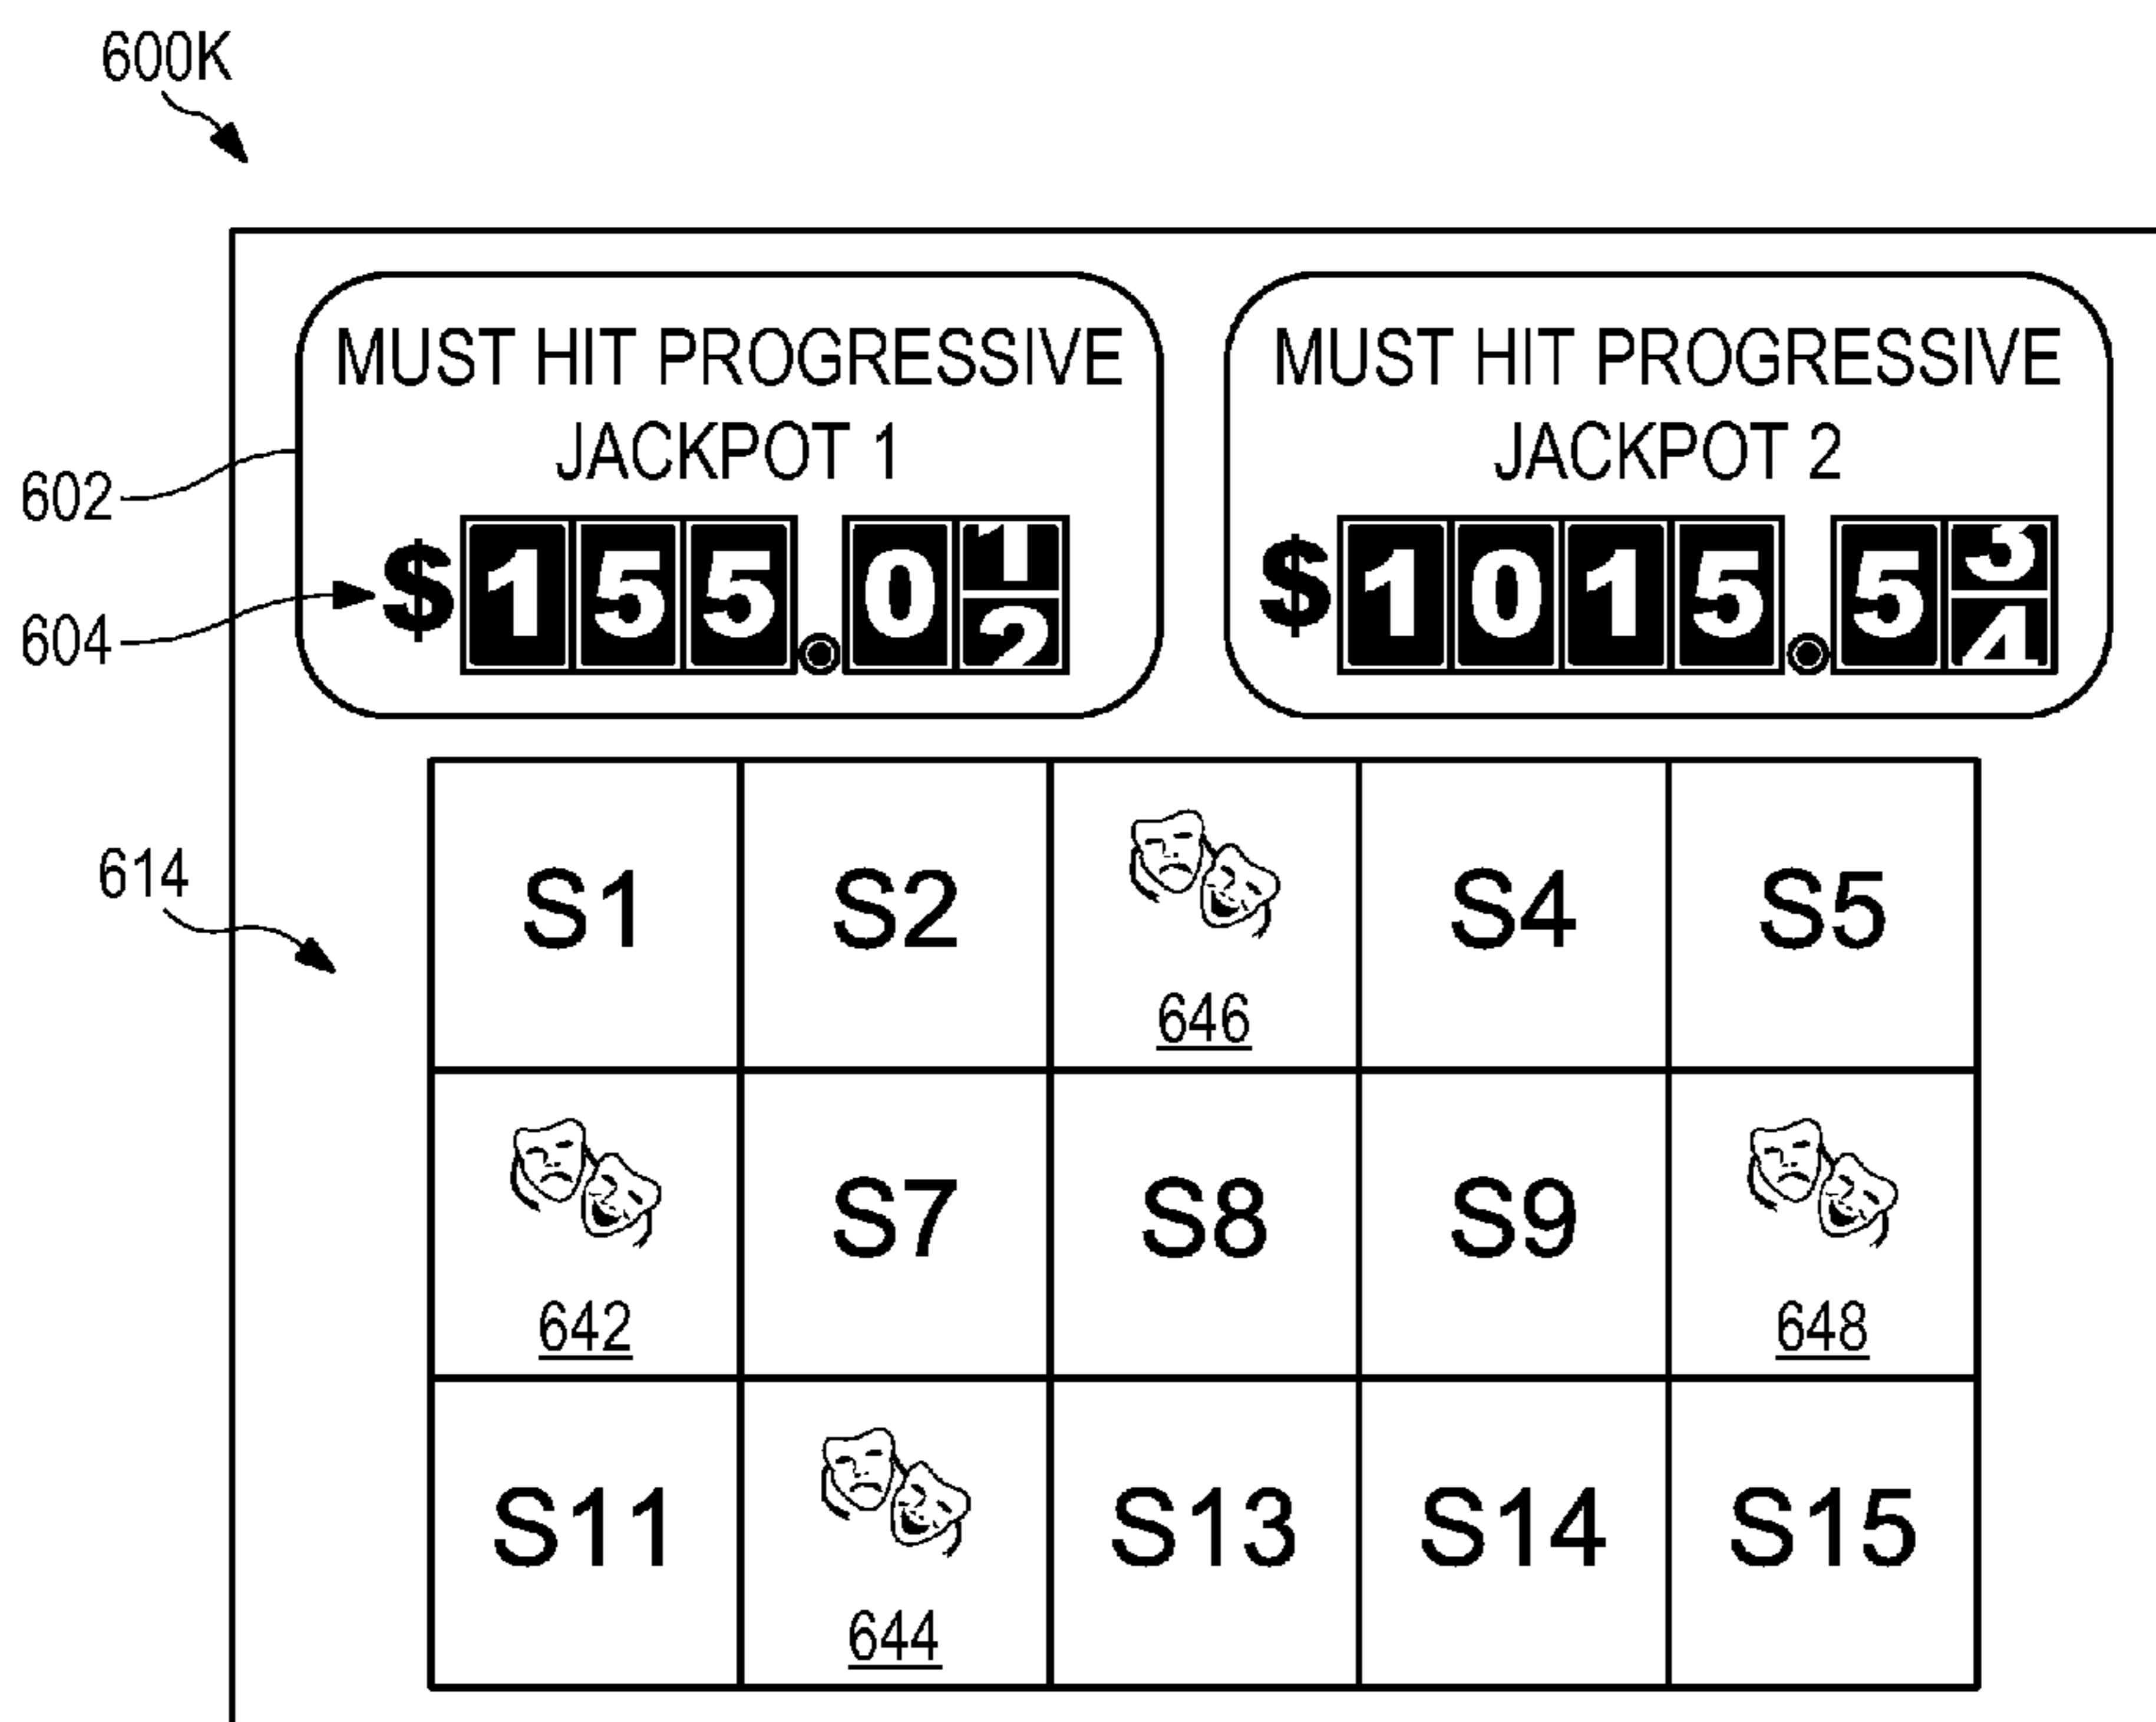 600K
MUST HIT PROGRESSIVE
JACKPOT 1
$155.01
2
MUST HIT PROGRESSIVE
JACKPOT 2
$1015.53
4
602
604
614
S1 S2 S4 S5
646
S7 S8 S9
642 648
S11 S13 S14 S15
644